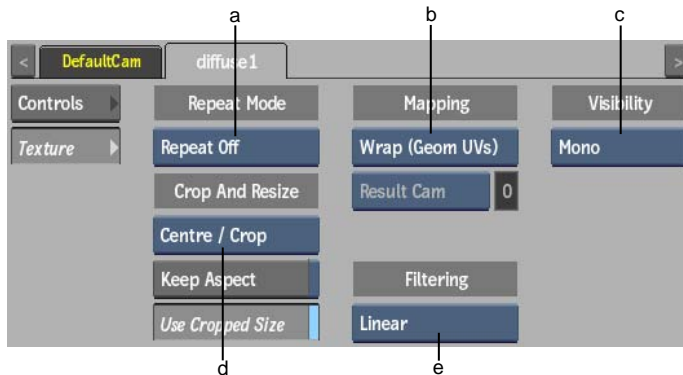 a b c
< DefaultCam diffuse1 >
Controls Repeat Mode Mapping Visibility
Texture Repeat Off Wrap (Geom UVs) Mono
Crop And Resize Result Cam 0
Centre / Crop
Keep Aspect Filtering
Use Cropped Size Linear
d e